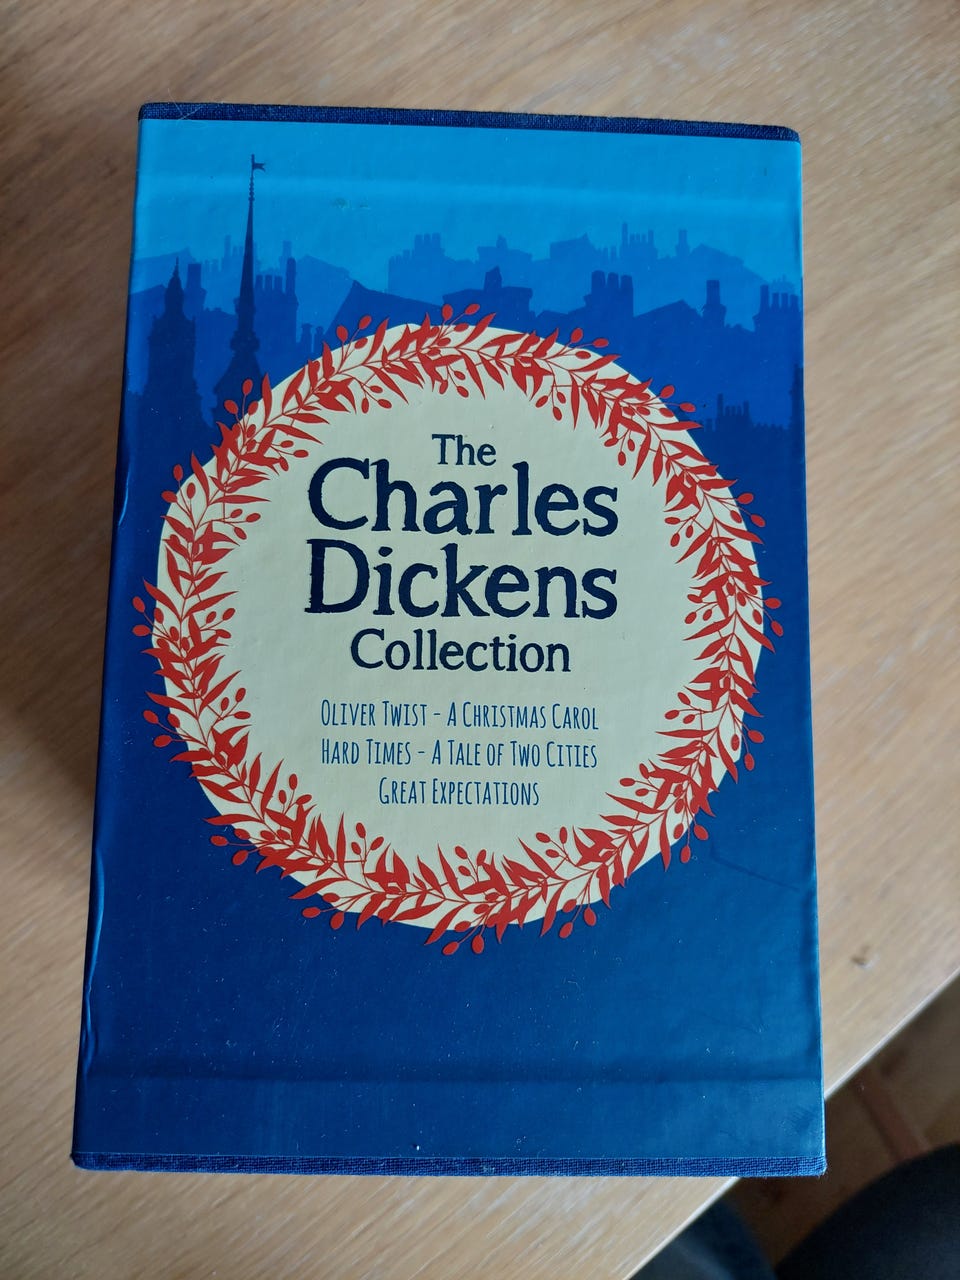 The
Charles
Dickens
Collection
OLIVER TWIST - A CHRISTMAS CAROL
HARD TIMES - A TALE OF TWO CITIES
GREAT EXPECTATIONS